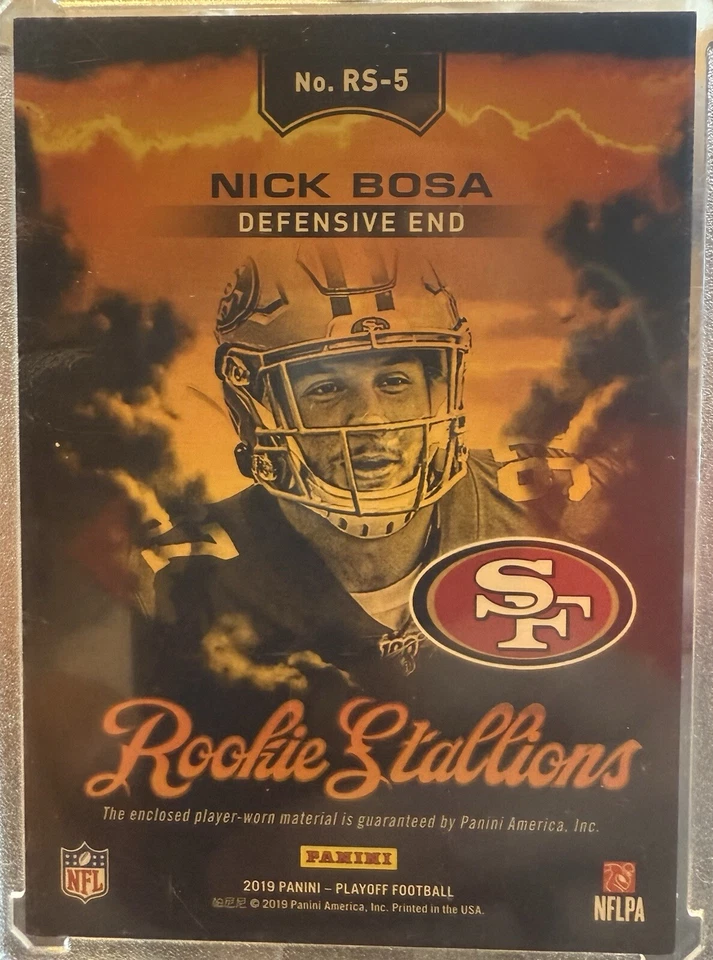 No. RS-5
NICK BOSA
DEFENSIVE END
SF
Rookie Stallions
The enclosed player-worn material is guaranteed by Panini America, Inc.
PANINI
NFL
2019 PANINI – PLAYOFF FOOTBALL
© 2019 Panini America, Inc. Printed in the USA.
NFLPA